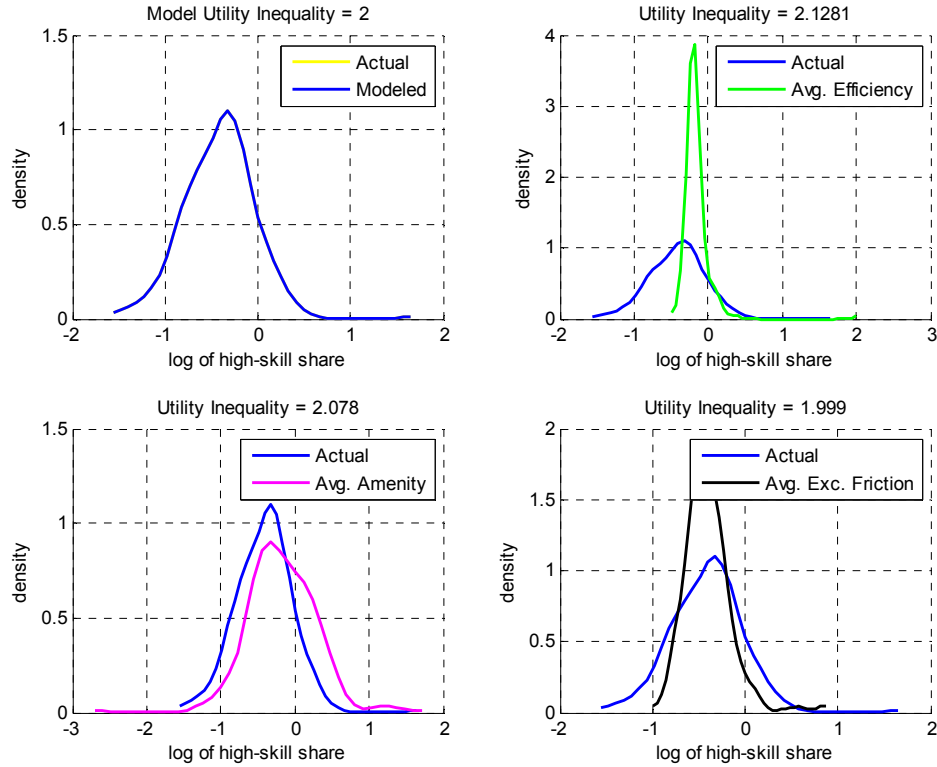 Model Utility Inequality = 2
1.5
1
0.5
0
-2
-1
0
1
2
density
log of high-skill share
Actual
Modeled
Utility Inequality = 2.1281
4
3
2
1
0
-2
-1
0
1
2
3
density
log of high-skill share
Actual
Avg. Efficiency
Utility Inequality = 2.078
1.5
1
0.5
0
-3
-2
-1
0
1
2
density
log of high-skill share
Actual
Avg. Amenity
Utility Inequality = 1.999
2
1.5
1
0.5
0
-2
-1
0
1
2
density
log of high-skill share
Actual
Avg. Exc. Friction